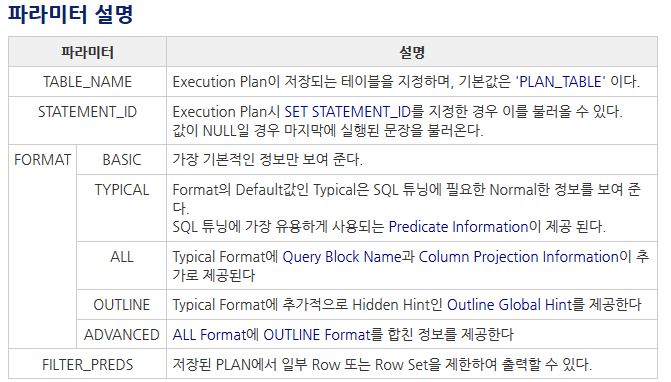 파라미터 설명
파라미터 설명
TABLE_NAME Execution Plan이 저장되는 테이블을 지정하며, 기본값은 'PLAN_TABLE' 이다.
STATEMENT_ID Execution Plan시 SET STATEMENT_ID를 지정한 경우 이를 불러올 수 있다.
값이 NULL일 경우 마지막에 실행된 문장을 불러온다.
FORMAT BASIC 가장 기본적인 정보만 보여 준다.
TYPICAL Format의 Default값인 Typical은 SQL 튜닝에 필요한 Normal한 정보를 보여 준
다.
SQL 튜닝에 가장 유용하게 사용되는 Predicate Information이 제공 된다.
ALL Typical Format에 Query Block Name과 Column Projection Information이 추
가로 제공된다
OUTLINE Typical Format에 추가적으로 Hidden Hint인 Outline Global Hint를 제공한다
ADVANCED ALL Format에 OUTLINE Format를 합친 정보를 제공한다
FILTER_PREDS 저장된 PLAN에서 일부 Row 또는 Row Set을 제한하여 출력할 수 있다.